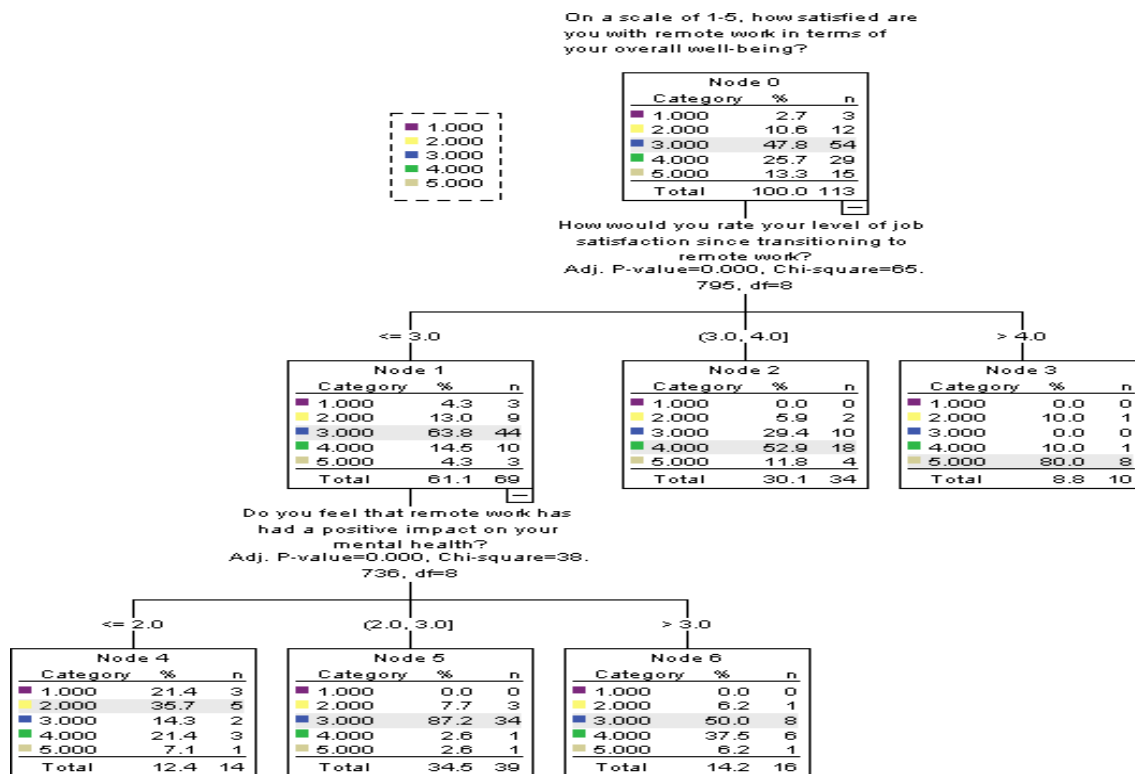 On a scale of 1-5, how satisfied are
you with remote work in terms of
your overall well-being?
Node 0
Category % n
1.000 2.7 3
2.000 10.6 12
3.000 47.8 54
4.000 25.7 29
5.000 13.3 15
Total 100.0 113
1.000
2.000
3.000
4.000
5.000
How would you rate your level of job
satisfaction since transitioning to
remote work?
Adj. P-value=0.000, Chi-square=65.
795, df=8
<= 3.0
(3.0, 4.0]
> 4.0
Node 1
Category % n
1.000 4.3 3
2.000 13.0 9
3.000 63.8 44
4.000 14.5 10
5.000 4.3 3
Total 61.1 69
Node 2
Category % n
1.000 0.0 0
2.000 5.9 2
3.000 29.4 10
4.000 52.9 18
5.000 11.8 4
Total 30.1 34
Node 3
Category % n
1.000 0.0 0
2.000 10.0 1
3.000 0.0 0
4.000 10.0 1
5.000 80.0 8
Total 8.8 10
Do you feel that remote work has
had a positive impact on your
mental health?
Adj. P-value=0.000, Chi-square=38.
736, df=8
<= 2.0
(2.0, 3.0]
> 3.0
Node 4
Category % n
1.000 21.4 3
2.000 35.7 5
3.000 14.3 2
4.000 21.4 3
5.000 7.1 1
Total 12.4 14
Node 5
Category % n
1.000 0.0 0
2.000 7.7 3
3.000 87.2 34
4.000 2.6 1
5.000 2.6 1
Total 34.5 39
Node 6
Category % n
1.000 0.0 0
2.000 6.2 1
3.000 50.0 8
4.000 37.5 6
5.000 6.2 1
Total 14.2 16